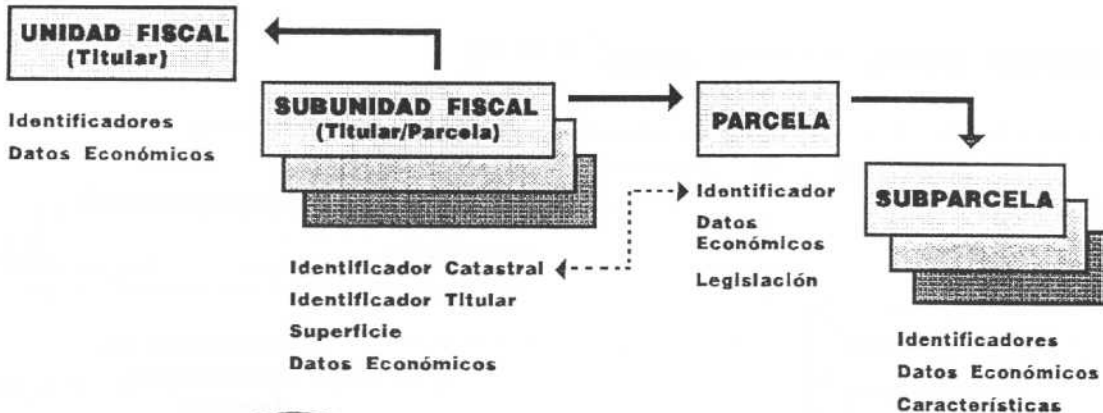 UNIDAD FISCAL
(Titular)
Identificadores
Datos Económicos
SUBUNIDAD FISCAL
(Titular/Parcela)
Identificador Catastral
Identificador Titular
Superficie
Datos Económicos
PARCELA
Identificador
Datos
Económicos
Legislación
SUBPARCELA
Identificadores
Datos Económicos
Características